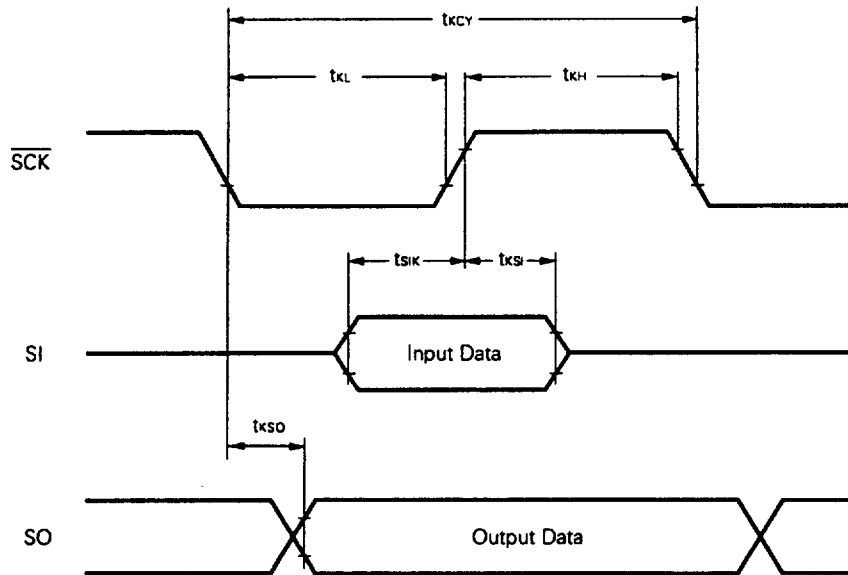 tKCY
tKL
tKH
SCK
tSIK
tKSI
SI
Input Data
tKSO
SO
Output Data